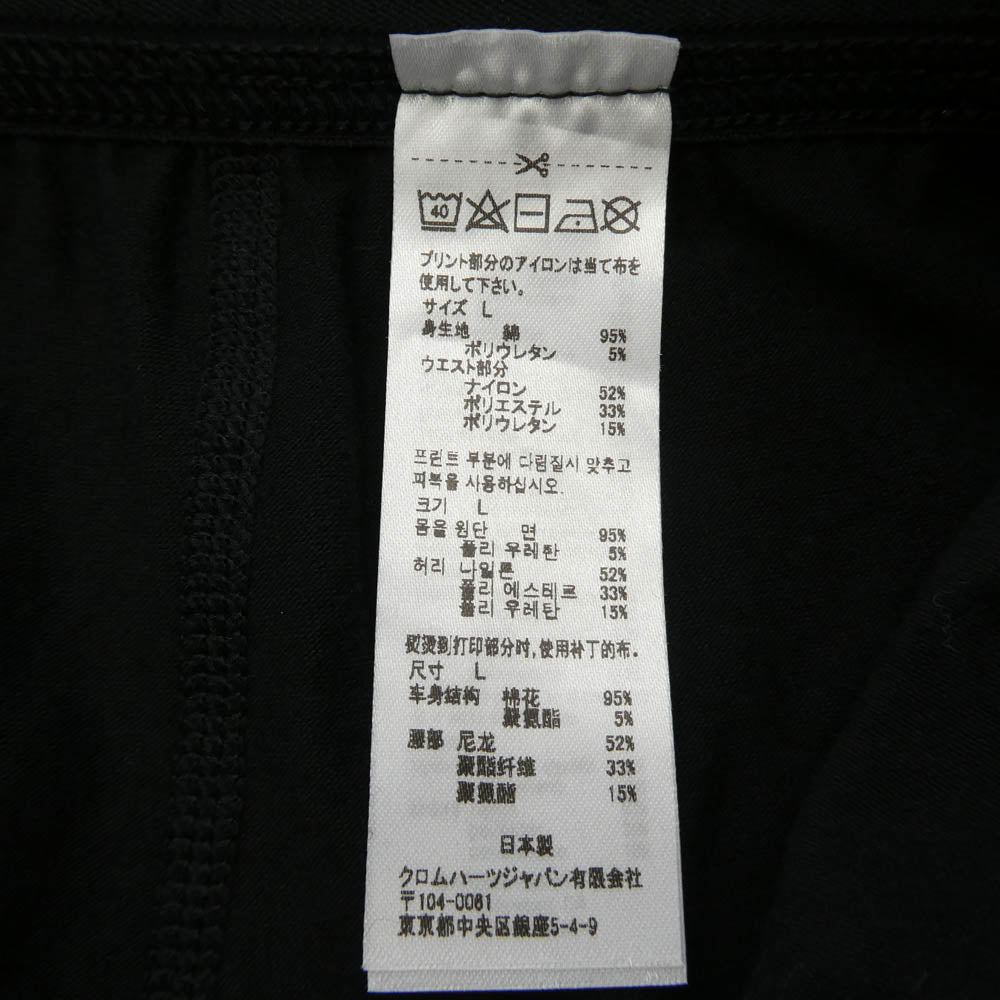 40
プリント部分のアイロンは当て布を
使用して下さい。
サイズ L
身生地 綿 95%
ポリウレタン 5%
ウエスト部分
ナイロン 52%
ポリエステル 33%
ポリウレタン 15%
프린트 부분에 다림질시 맞추고
피복을 사용하십시오.
크기 L
몸을 원단 면 95%
폴리 우레탄 5%
허리 나일론 52%
폴리 에스테르 33%
폴리 우레탄 15%
熨烫到打印部分时,使用补丁的布.
尺寸 L
车身结构 棉花 95%
聚氨酯 5%
腰部 尼龙 52%
聚酯纤维 33%
聚氨酯 15%
日本製
クロムハーツジャパン有限会社
〒104-0061
東京都中央区銀座5-4-9